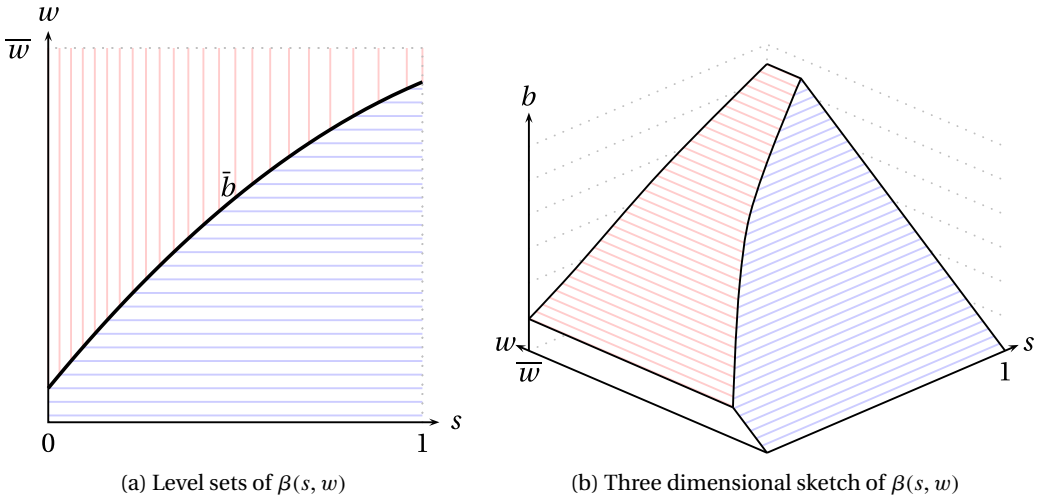 w
w̅
b̄
s
0
1
b
w
w̅
s
1
(a) Level sets of β(s, w)
(b) Three dimensional sketch of β(s, w)